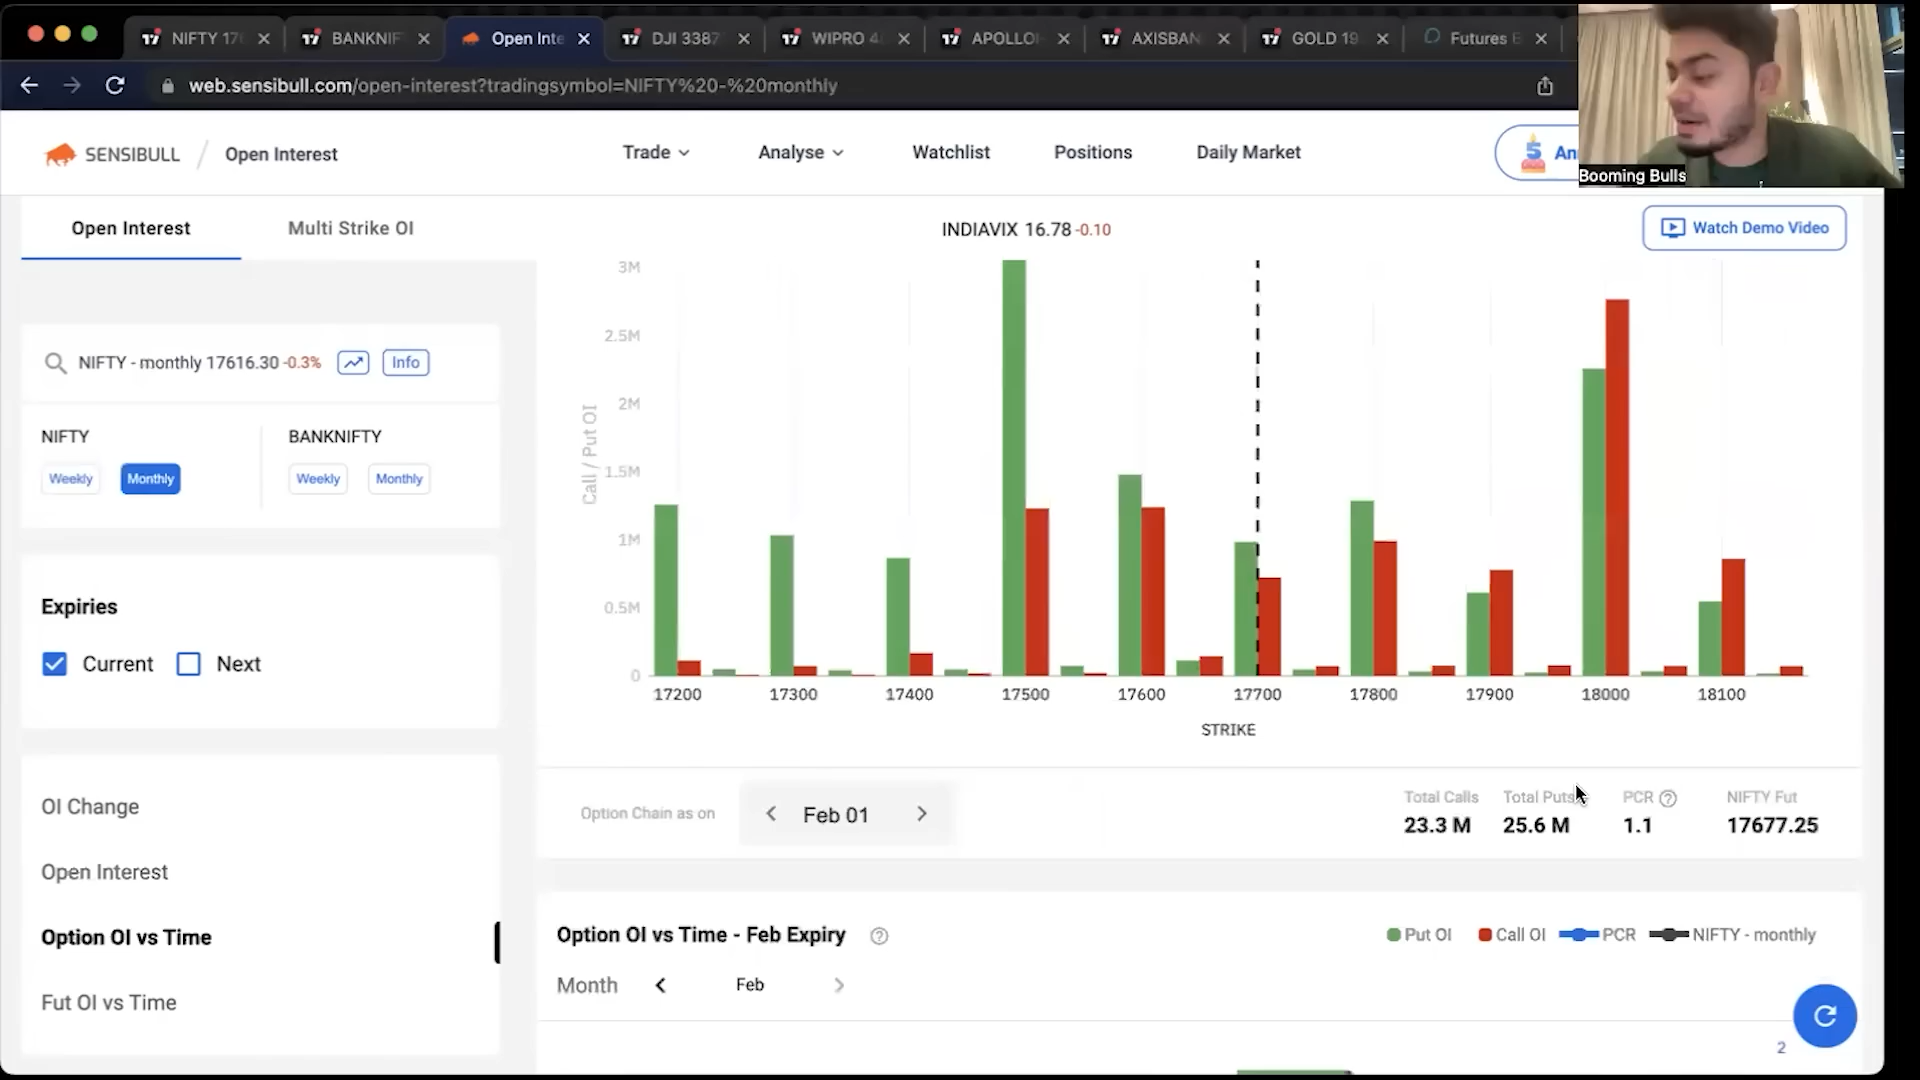 NIFTY 17
BANKNIF
Open Inte
DJI 3387
WIPRO 4
APOLLO
AXISBAN
GOLD 19
Futures
web.sensibull.com/open-interest?tradingsymbol=NIFTY%20-%20monthly
SENSIBULL / Open Interest
Trade
Analyse
Watchlist
Positions
Daily Market
5 An
Booming Bulls
Open Interest
Multi Strike OI
INDIAVIX 16.78 -0.10
Watch Demo Video
NIFTY - monthly 17616.30 -0.3%
Info
NIFTY
BANKNIFTY
Weekly
Monthly
Weekly
Monthly
Expiries
Current
Next
OI Change
Open Interest
Option OI vs Time
Fut OI vs Time
Call / Put OI
3M
2.5M
2M
1.5M
1M
0.5M
0
17200 17300 17400 17500 17600 17700 17800 17900 18000 18100
STRIKE
Option Chain as on
Feb 01
Total Calls
23.3 M
Total Puts
25.6 M
PCR
1.1
NIFTY Fut
17677.25
Option OI vs Time - Feb Expiry
Put OI
Call OI
PCR
NIFTY - monthly
Month
Feb
2